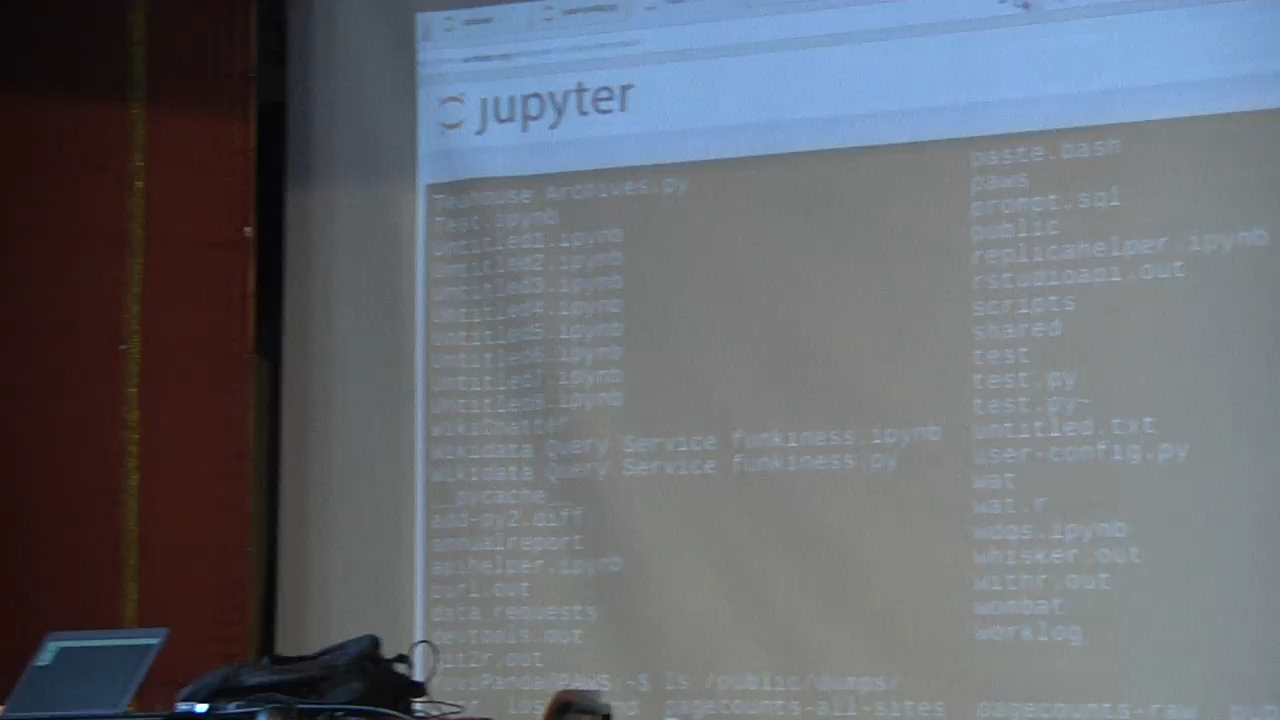 jupyter
Teahouse Archives.py
Test.ipynb
Untitled1.ipynb
Untitled2.ipynb
Untitled3.ipynb
Untitled4.ipynb
Untitled5.ipynb
Untitled6.ipynb
Untitled7.ipynb
Untitled8.ipynb
Wikidata Query Service funkiness.ipynb
Wikidata Query Service funkiness.py
__pycache__
add-py2.diff
annualreport
apihelper.ipynb
curl.out
data_requests
devtools.out
paste.bash
paws
prompt.sql
public
replicahelper.ipynb
rstudioapi.out
scripts
shared
test
test.py
test.py~
untitled.txt
user-config.py
wat
wat.r
wdqs.ipynb
whisker.out
withr.out
wombat
worklog
ls /public/dumps/
pagecounts-all-sites pagecounts-raw